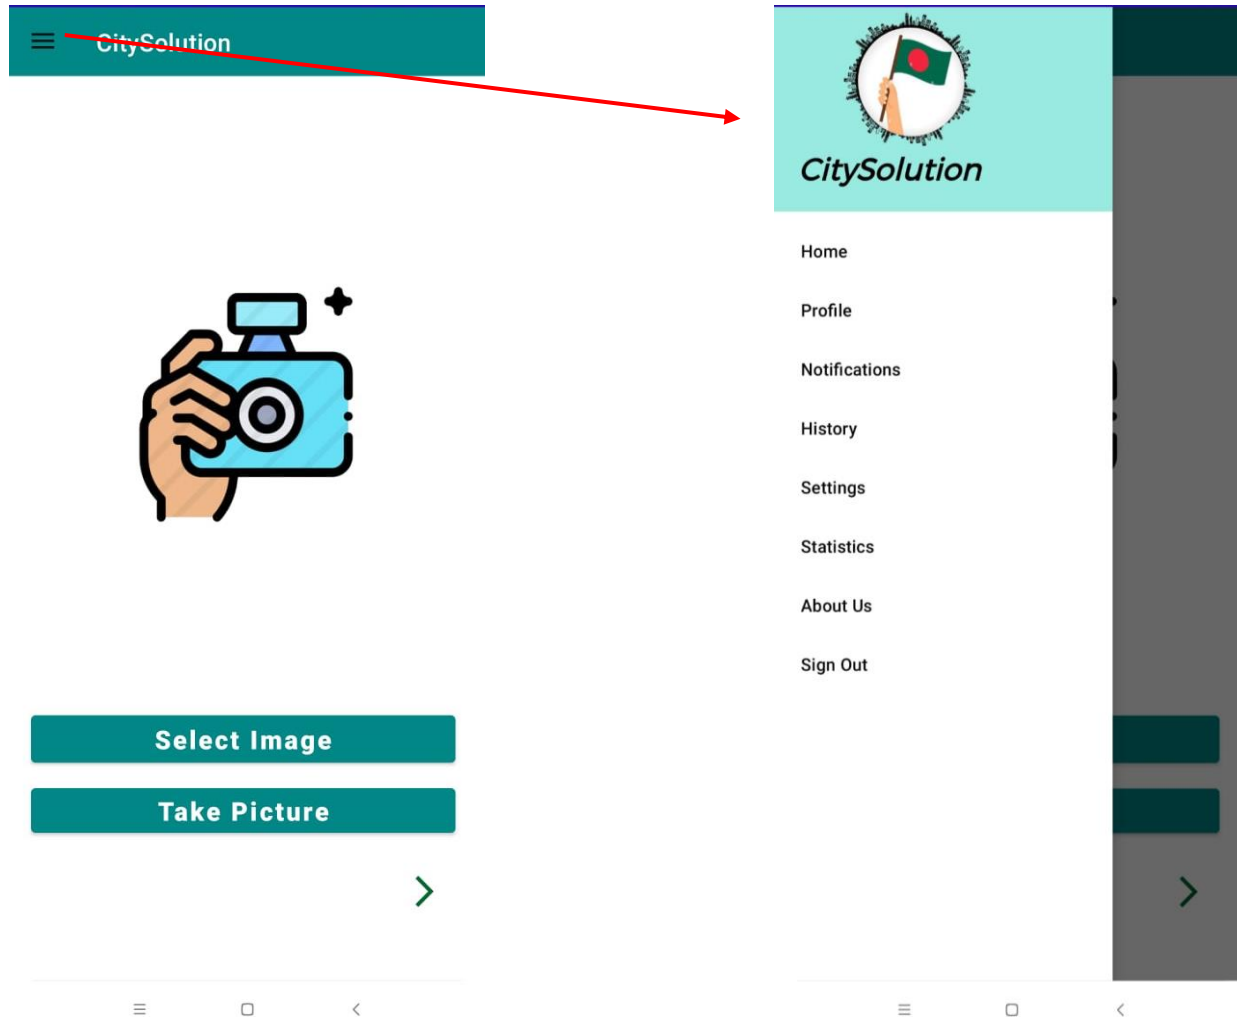 CitySolution
Select Image
Take Picture
CitySolution
Home
Profile
Notifications
History
Settings
Statistics
About Us
Sign Out